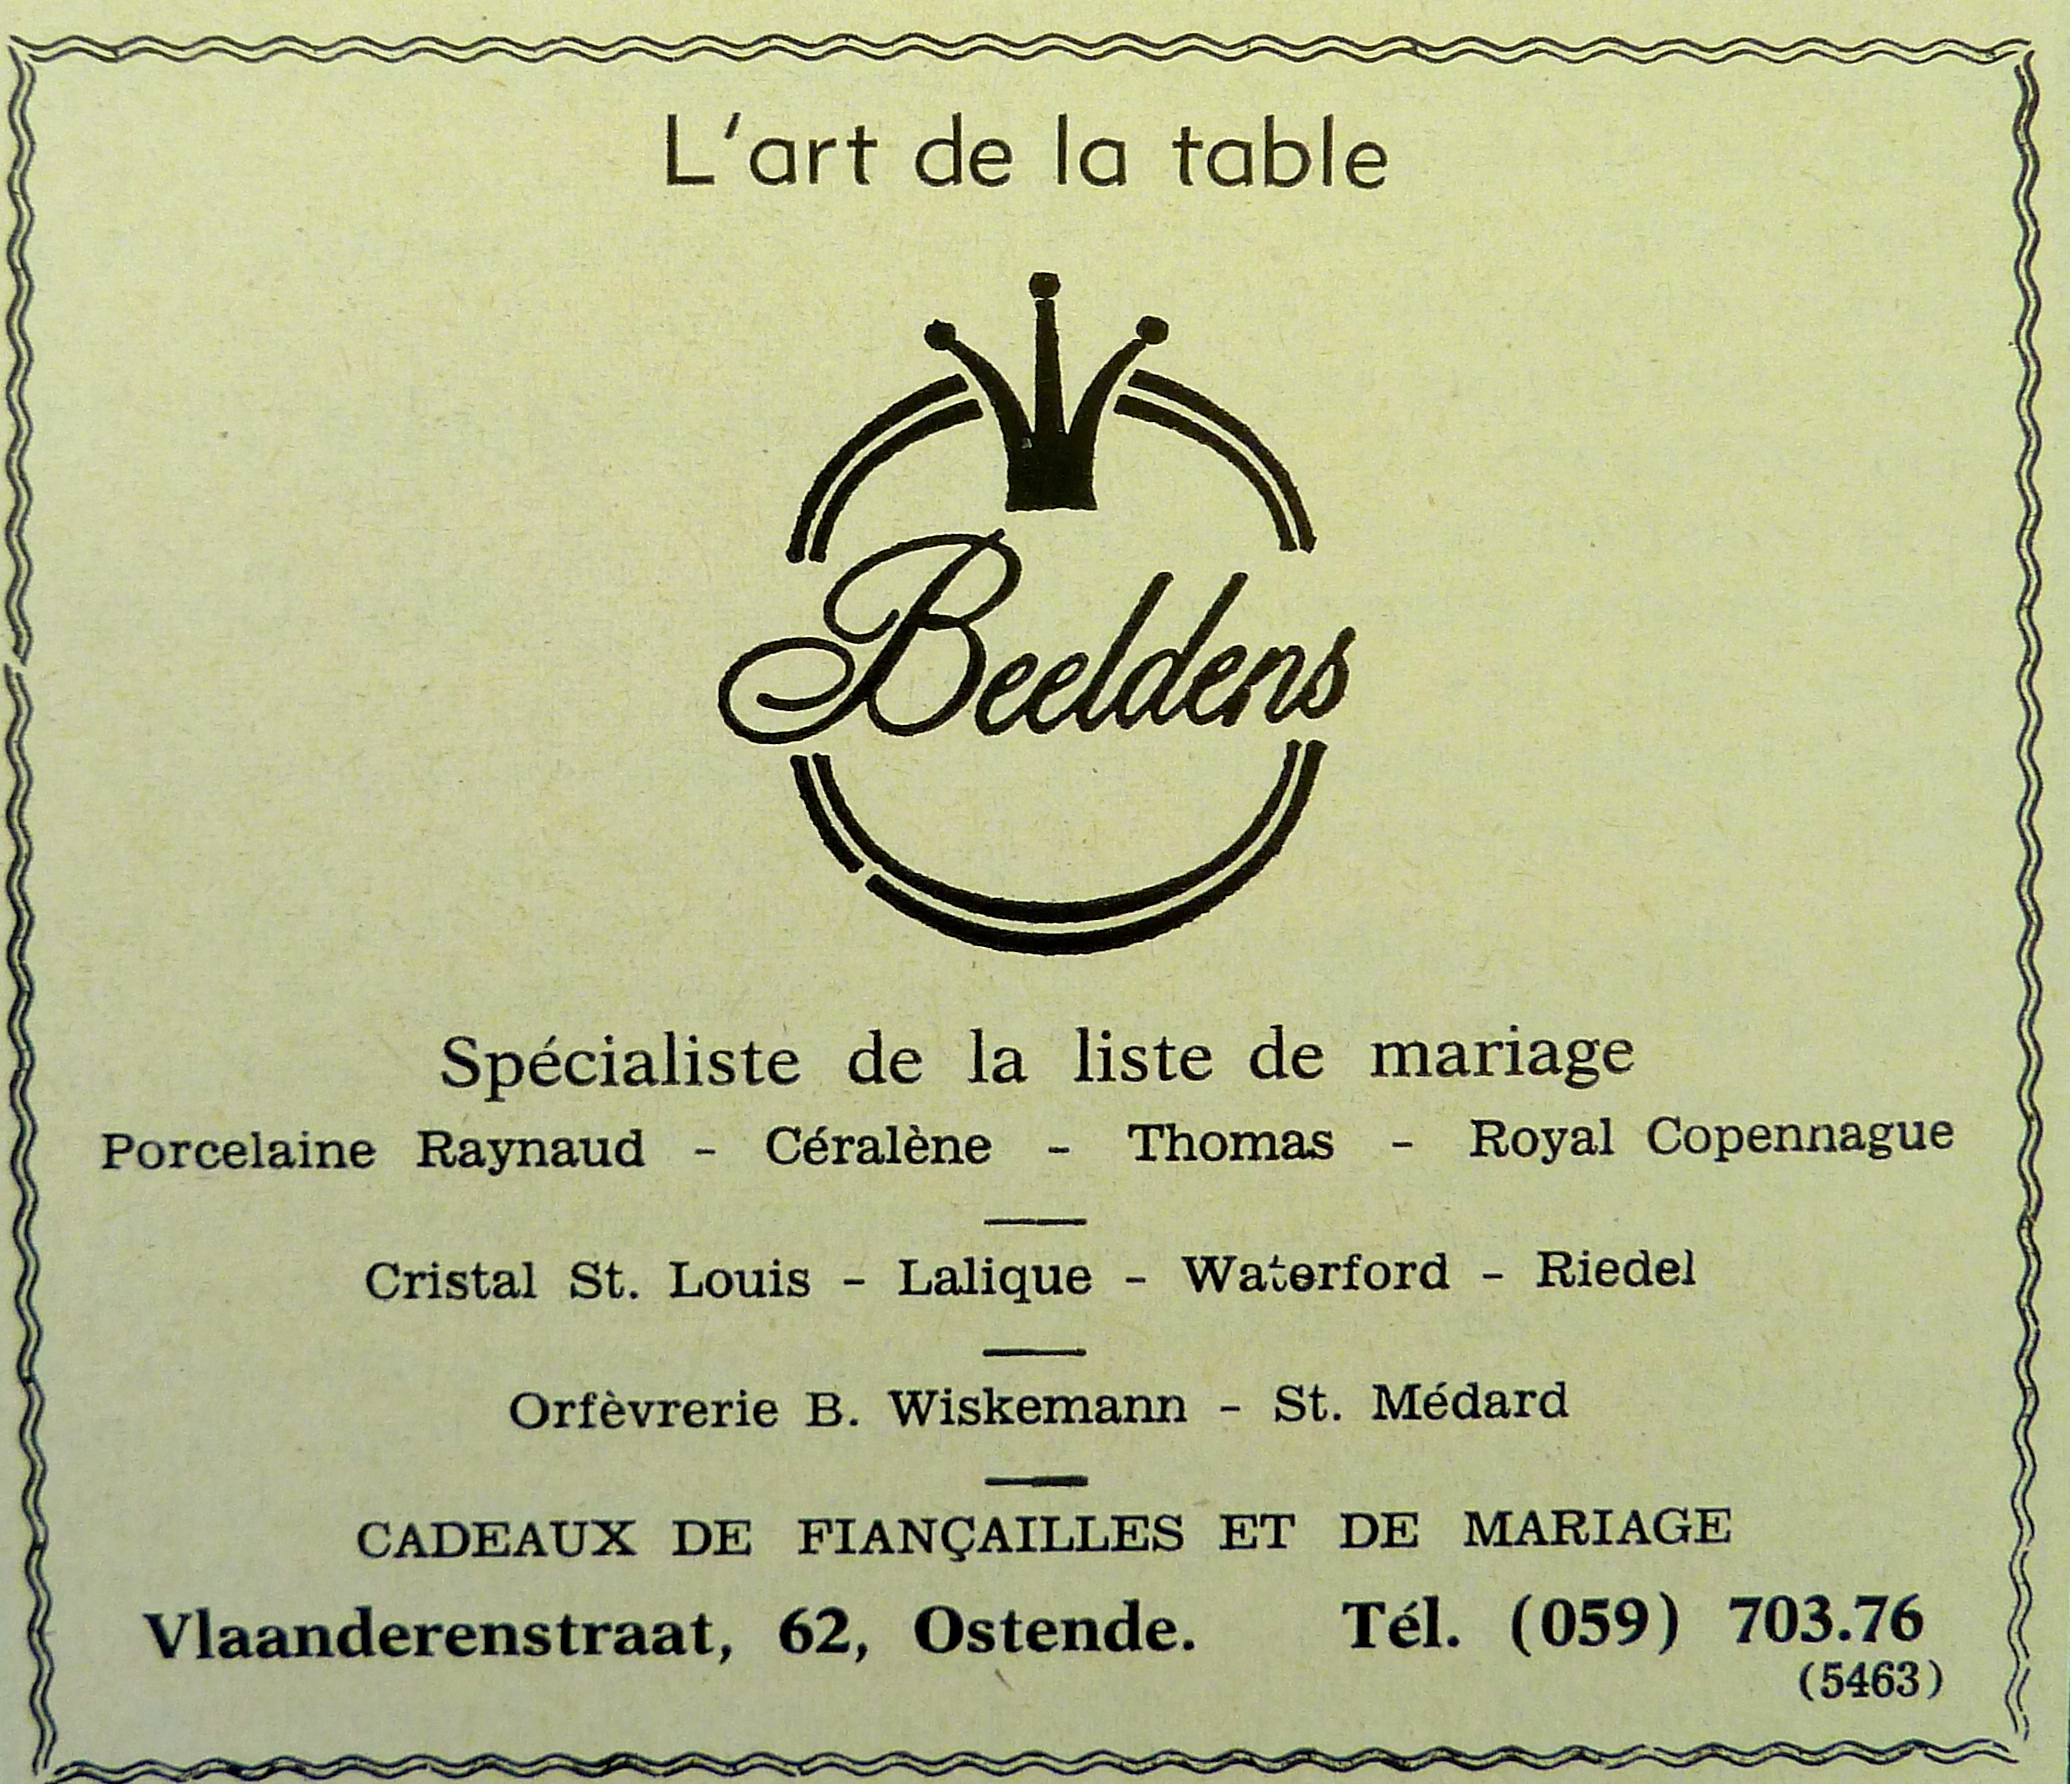 L'art de la table
Beeldens
Spécialiste de la liste de mariage
Porcelaine Raynaud - Céralène - Thomas - Royal Copennague
Cristal St. Louis - Lalique - Waterford - Riedel
Orfèvrerie B. Wiskemann - St. Médard
CADEAUX DE FIANÇAILLES ET DE MARIAGE
Vlaanderenstraat, 62, Ostende. Tél. (059) 703.76
(5463)